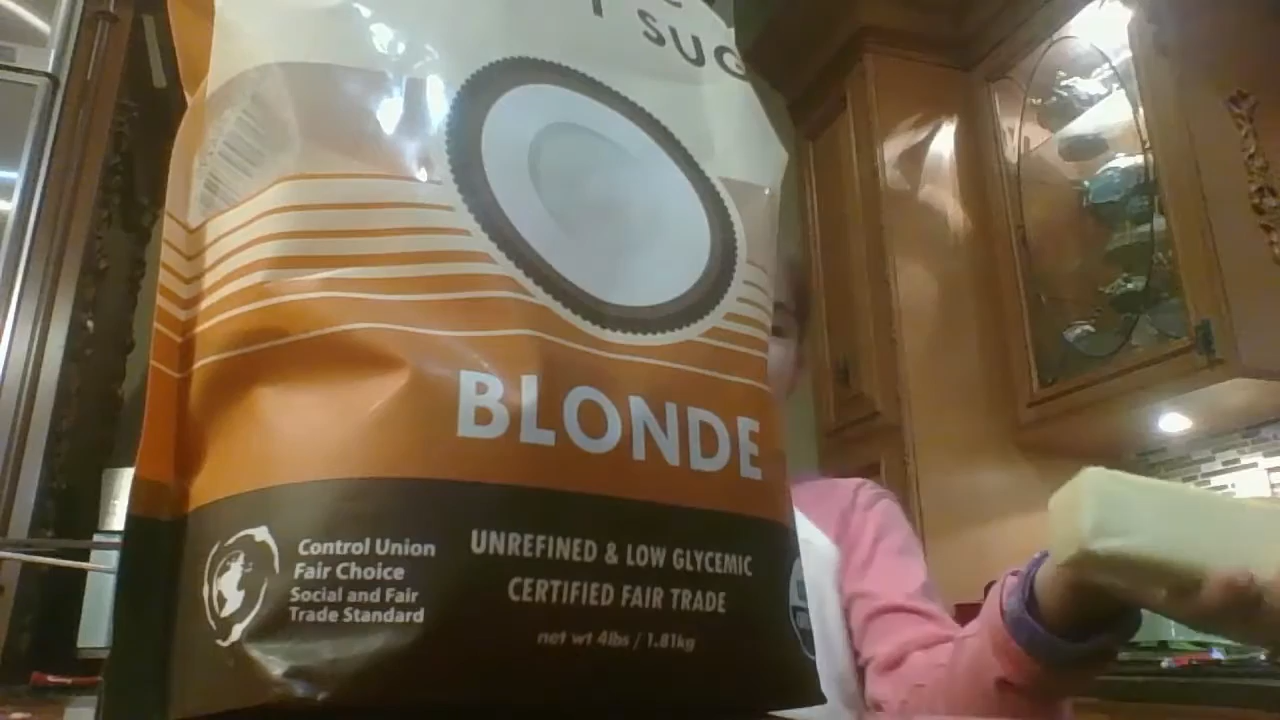 SUG
BLONDE
Control Union
Fair Choice
Social and Fair
Trade Standard
UNREFINED & LOW GLYCEMIC
CERTIFIED FAIR TRADE
net wt 4lbs / 1.81kg